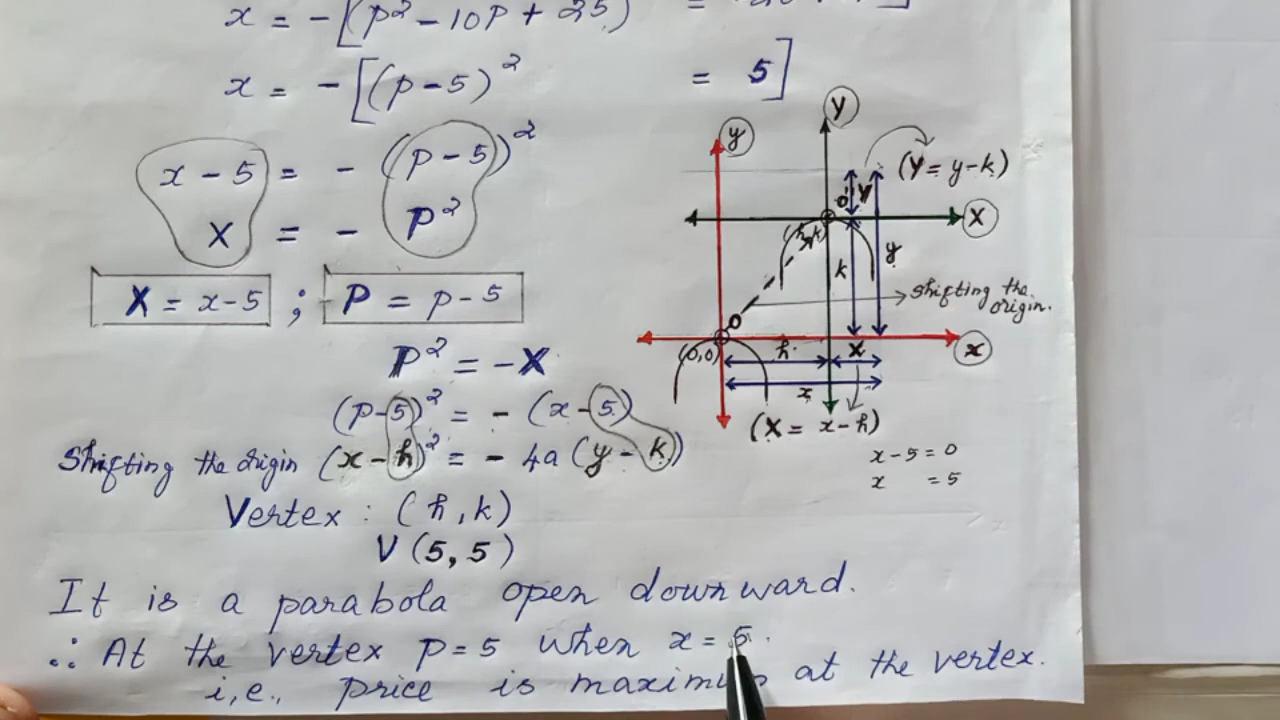 x = -[(p² - 10p + 25)
x = -[(p-5)² = 5]
x - 5 = - (p - 5)²
X = - P²
X = x - 5 ; P = p - 5
P² = -X
(p-5)² = - (x-5)
Shifting the origin (x-h)² = - 4a (y - k)
Vertex : (h, k)
V (5, 5)
It is a parabola open downward.
∴ At the vertex p = 5 when x = 5.
i,e., price is maximum at the vertex.
y
Y
(Y = y-k)
O'
Y
X
(h,k)
k
y
Shifting the
origin.
O
(0,0)
h
X
x
x
(X = x-h)
x-5=0
x = 5